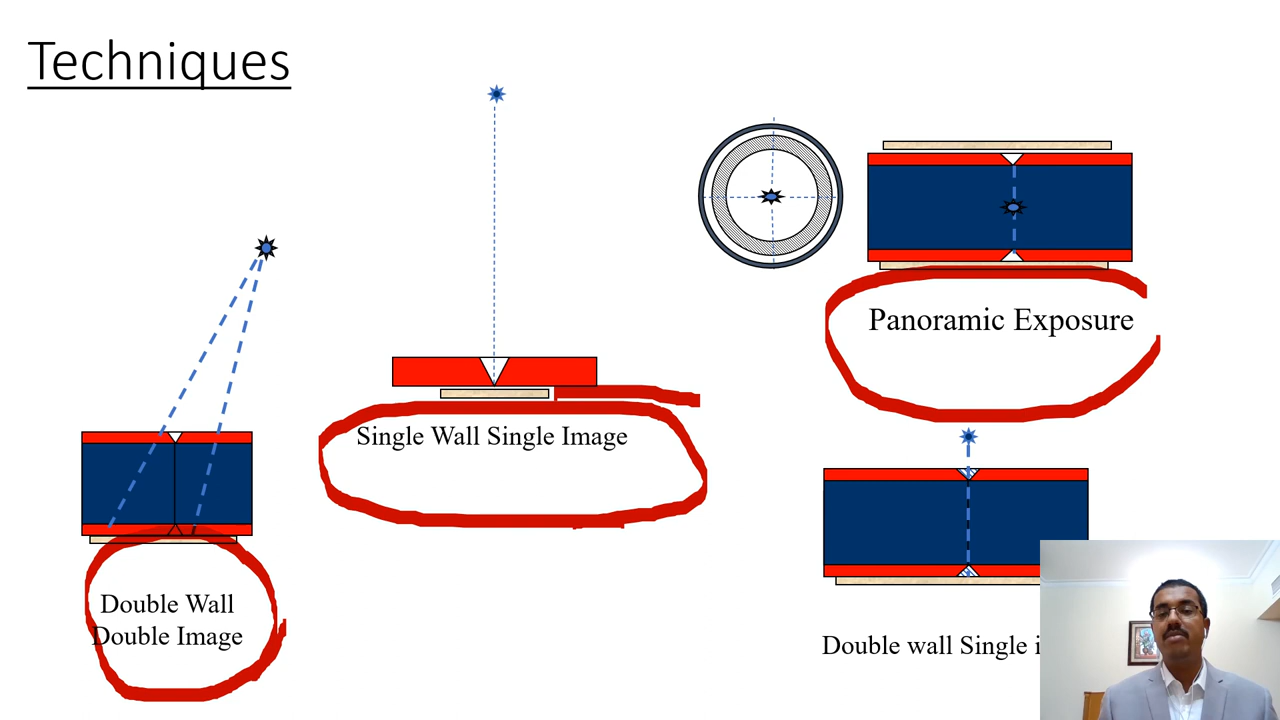 Techniques
Panoramic Exposure
Single Wall Single Image
Double Wall
Double Image
Double wall Single